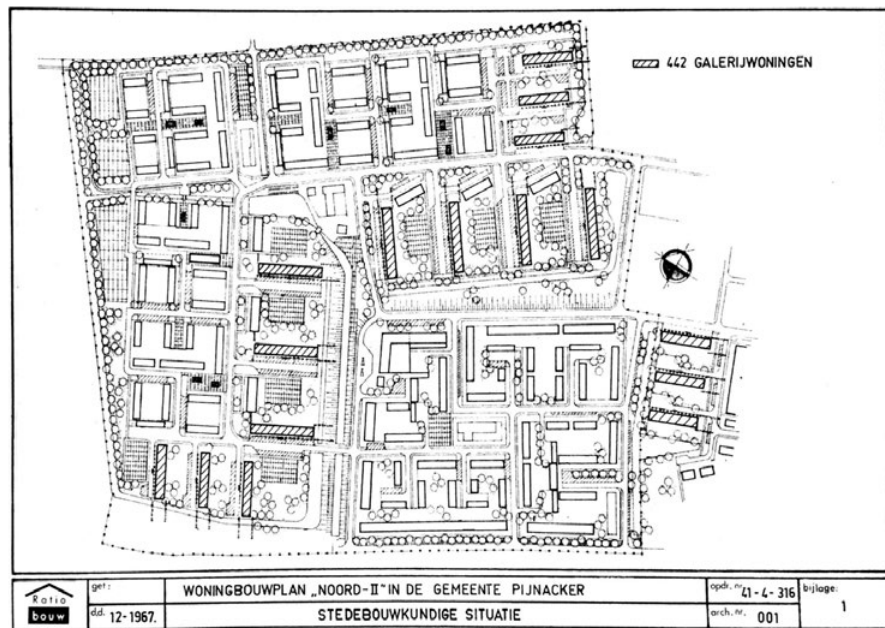 442 GALERIJWONINGEN
Ratio
bouw
get:
d.d. 12-1967.
WONINGBOUWPLAN „NOORD-II" IN DE GEMEENTE PIJNACKER
STEDEBOUWKUNDIGE SITUATIE
opdr. nr. 41-4-316
arch. nr. 001
bijlage:
1